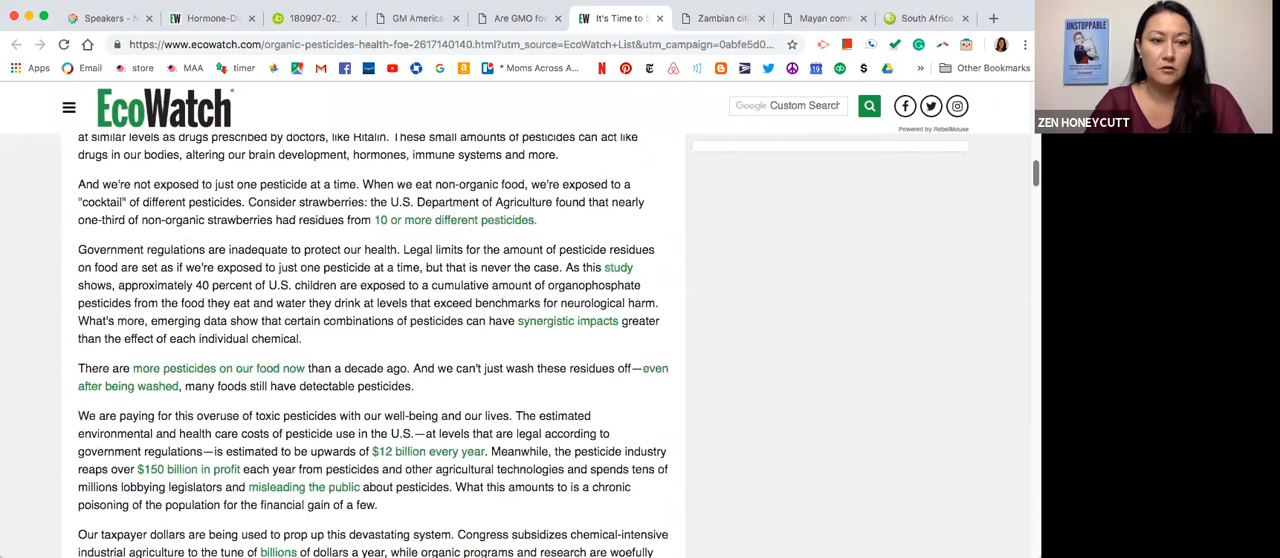 Speakers - N
Hormone-Di
180907-02_
GM America
Are GMO foo
It's Time to S
Zambian citi
Mayan comm
South Africa
https://www.ecowatch.com/organic-pesticides-health-foe-2617140140.html?utm_source=EcoWatch+List&utm_campaign=0abfe5d0...
Apps Email store MAA timer * Moms Across A... » Other Bookmarks
EcoWatch
Google Custom Search
Powered by RebelMouse
at similar levels as drugs prescribed by doctors, like Ritalin. These small amounts of pesticides can act like
drugs in our bodies, altering our brain development, hormones, immune systems and more.
And we're not exposed to just one pesticide at a time. When we eat non-organic food, we're exposed to a
"cocktail" of different pesticides. Consider strawberries: the U.S. Department of Agriculture found that nearly
one-third of non-organic strawberries had residues from 10 or more different pesticides.
Government regulations are inadequate to protect our health. Legal limits for the amount of pesticide residues
on food are set as if we're exposed to just one pesticide at a time, but that is never the case. As this study
shows, approximately 40 percent of U.S. children are exposed to a cumulative amount of organophosphate
pesticides from the food they eat and water they drink at levels that exceed benchmarks for neurological harm.
What's more, emerging data show that certain combinations of pesticides can have synergistic impacts greater
than the effect of each individual chemical.
There are more pesticides on our food now than a decade ago. And we can't just wash these residues off—even
after being washed, many foods still have detectable pesticides.
We are paying for this overuse of toxic pesticides with our well-being and our lives. The estimated
environmental and health care costs of pesticide use in the U.S.—at levels that are legal according to
government regulations—is estimated to be upwards of $12 billion every year. Meanwhile, the pesticide industry
reaps over $150 billion in profit each year from pesticides and other agricultural technologies and spends tens of
millions lobbying legislators and misleading the public about pesticides. What this amounts to is a chronic
poisoning of the population for the financial gain of a few.
Our taxpayer dollars are being used to prop up this devastating system. Congress subsidizes chemical-intensive
industrial agriculture to the tune of billions of dollars a year, while organic programs and research are woefully
UNSTOPPABLE
ZEN HONEYCUTT